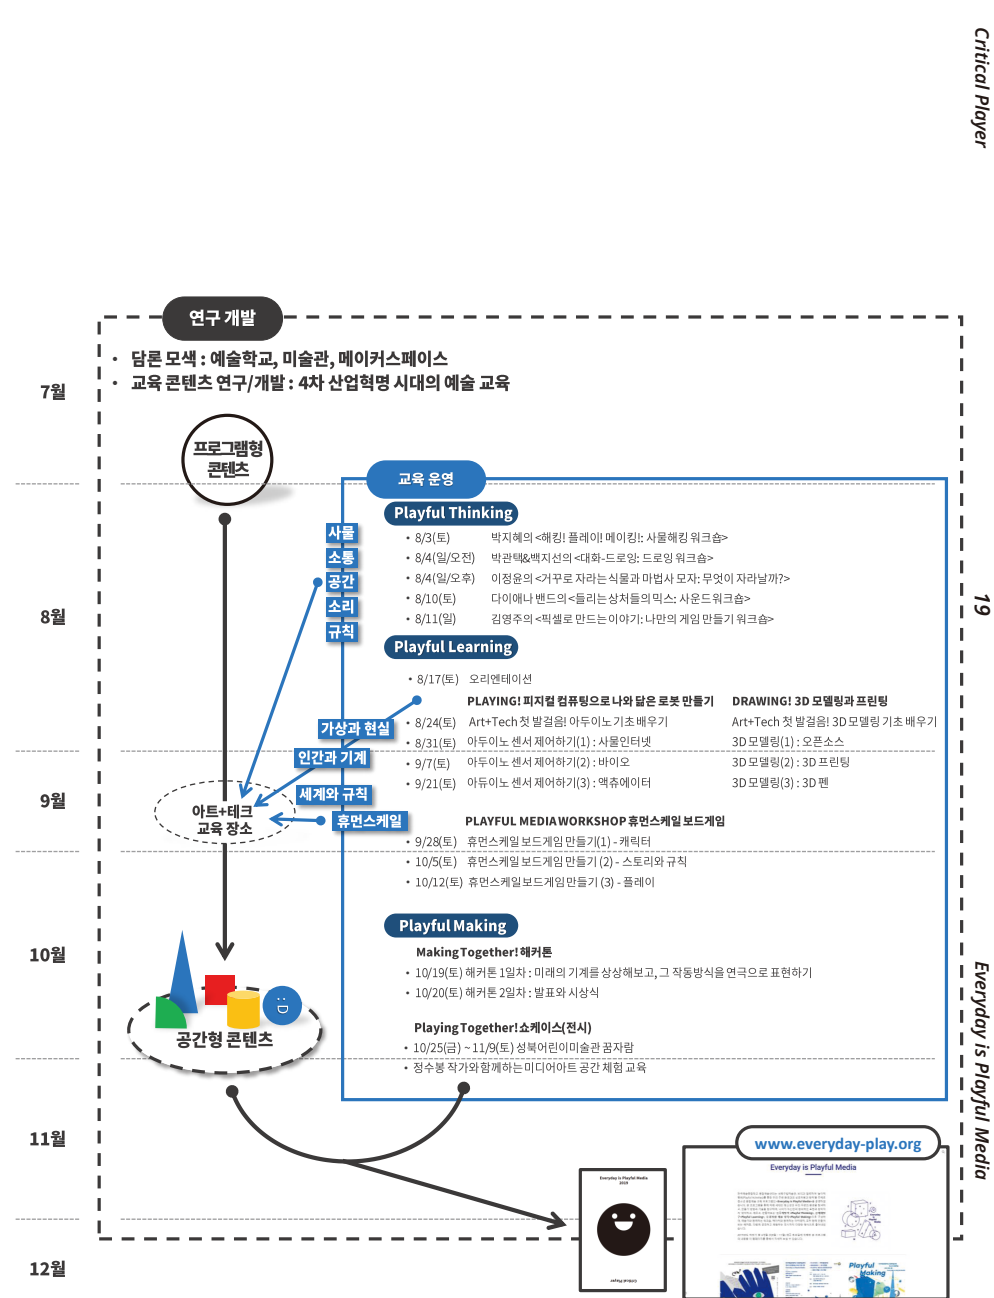 Critical Player
연구 개발
• 담론 모색 : 예술학교, 미술관, 메이커스페이스
• 교육 콘텐츠 연구/개발 : 4차 산업혁명 시대의 예술 교육
7월
프로그램형
콘텐츠
교육 운영
Playful Thinking
사물
소통
공간
소리
규칙
• 8/3(토) 박지혜의 <해킹! 플레이! 메이킹!: 사물해킹 워크숍>
• 8/4(일/오전) 박관택&백지선의 <대화-드로잉: 드로잉 워크숍>
• 8/4(일/오후) 이정윤의 <거꾸로 자라는 식물과 마법사 모자: 무엇이 자라날까?>
• 8/10(토) 다이애나 밴드의 <들리는 상처들의 믹스: 사운드 워크숍>
• 8/11(일) 김영주의 <픽셀로 만드는 이야기: 나만의 게임 만들기 워크숍>
8월
19
Playful Learning
• 8/17(토) 오리엔테이션
PLAYING! 피지컬 컴퓨팅으로 나와 닮은 로봇 만들기 DRAWING! 3D 모델링과 프린팅
• 8/24(토) Art+Tech 첫 발걸음! 아두이노 기초 배우기 Art+Tech 첫 발걸음! 3D 모델링 기초 배우기
• 8/31(토) 아두이노 센서 제어하기(1) : 사물인터넷 3D 모델링(1) : 오픈소스
• 9/7(토) 아두이노 센서 제어하기(2) : 바이오 3D 모델링(2) : 3D 프린팅
• 9/21(토) 아듀이노 센서 제어하기(3) : 액츄에이터 3D 모델링(3) : 3D 펜
가상과 현실
인간과 기계
세계와 규칙
휴먼스케일
9월
아트+테크
교육 장소
PLAYFUL MEDIA WORKSHOP 휴먼스케일 보드게임
• 9/28(토) 휴먼스케일 보드게임 만들기(1) - 캐릭터
• 10/5(토) 휴먼스케일 보드게임 만들기 (2) - 스토리와 규칙
• 10/12(토) 휴먼스케일 보드게임 만들기 (3) - 플레이
Playful Making
10월
Making Together! 해커톤
• 10/19(토) 해커톤 1일차 : 미래의 기계를 상상해보고, 그 작동방식을 연극으로 표현하기
• 10/20(토) 해커톤 2일차 : 발표와 시상식
Playing Together! 쇼케이스(전시)
• 10/25(금) ~ 11/9(토) 성북어린이미술관 꿈자람
• 정수봉 작가와 함께하는 미디어아트 공간 체험 교육
공간형 콘텐츠
Everyday is Playful Media
11월
www.everyday-play.org
Everyday is Playful Media
Everyday is Playful Media
2019
Critical Player
Playful
Making
12월